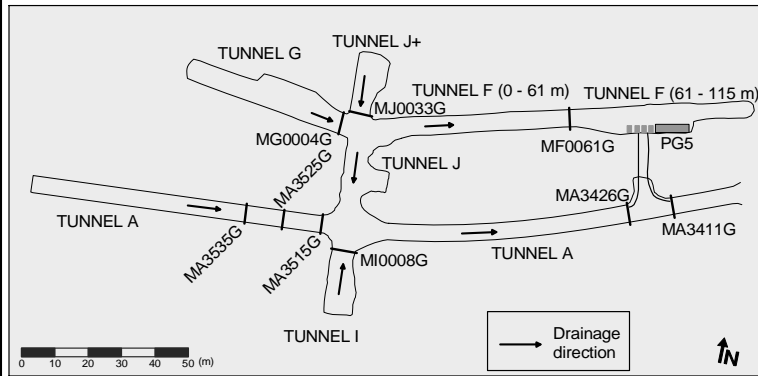 TUNNEL J+
TUNNEL G
TUNNEL F (0 - 61 m)
TUNNEL F (61 - 115 m)
MJ0033G
MG0004G
MF0061G
PG5
TUNNEL J
MA3525G
MA3426G
TUNNEL A
MA3535G
MA3515G
MI0008G
TUNNEL A
MA3411G
TUNNEL I
0 10 20 30 40 50 (m)
Drainage
direction
N